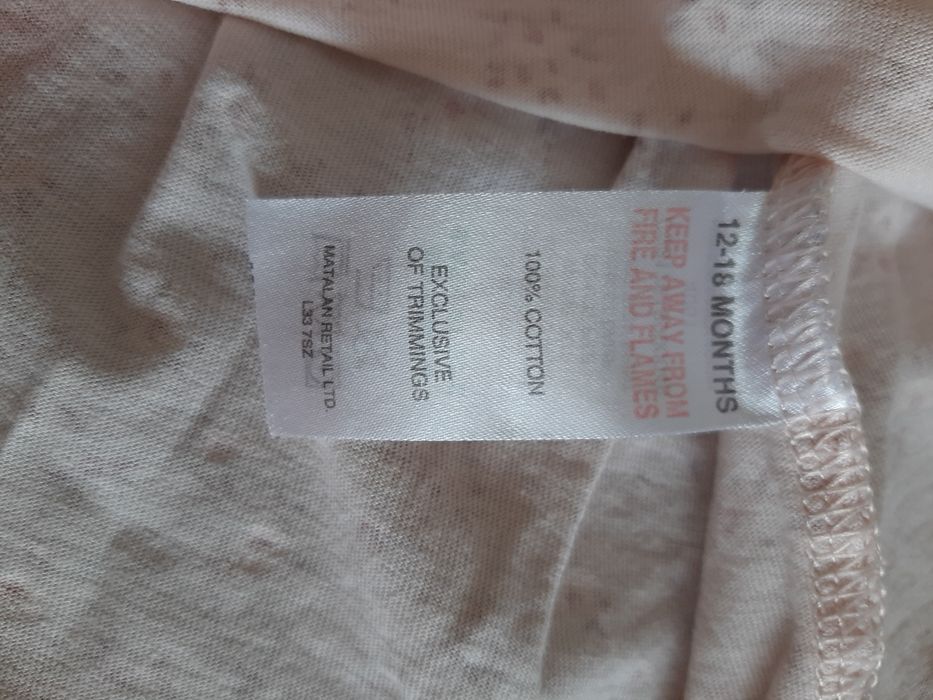 12-18 MONTHS
KEEP AWAY FROM
FIRE AND FLAMES
100% COTTON
EXCLUSIVE
OF TRIMMINGS
MATALAN RETAIL LTD.
L33 7SZ